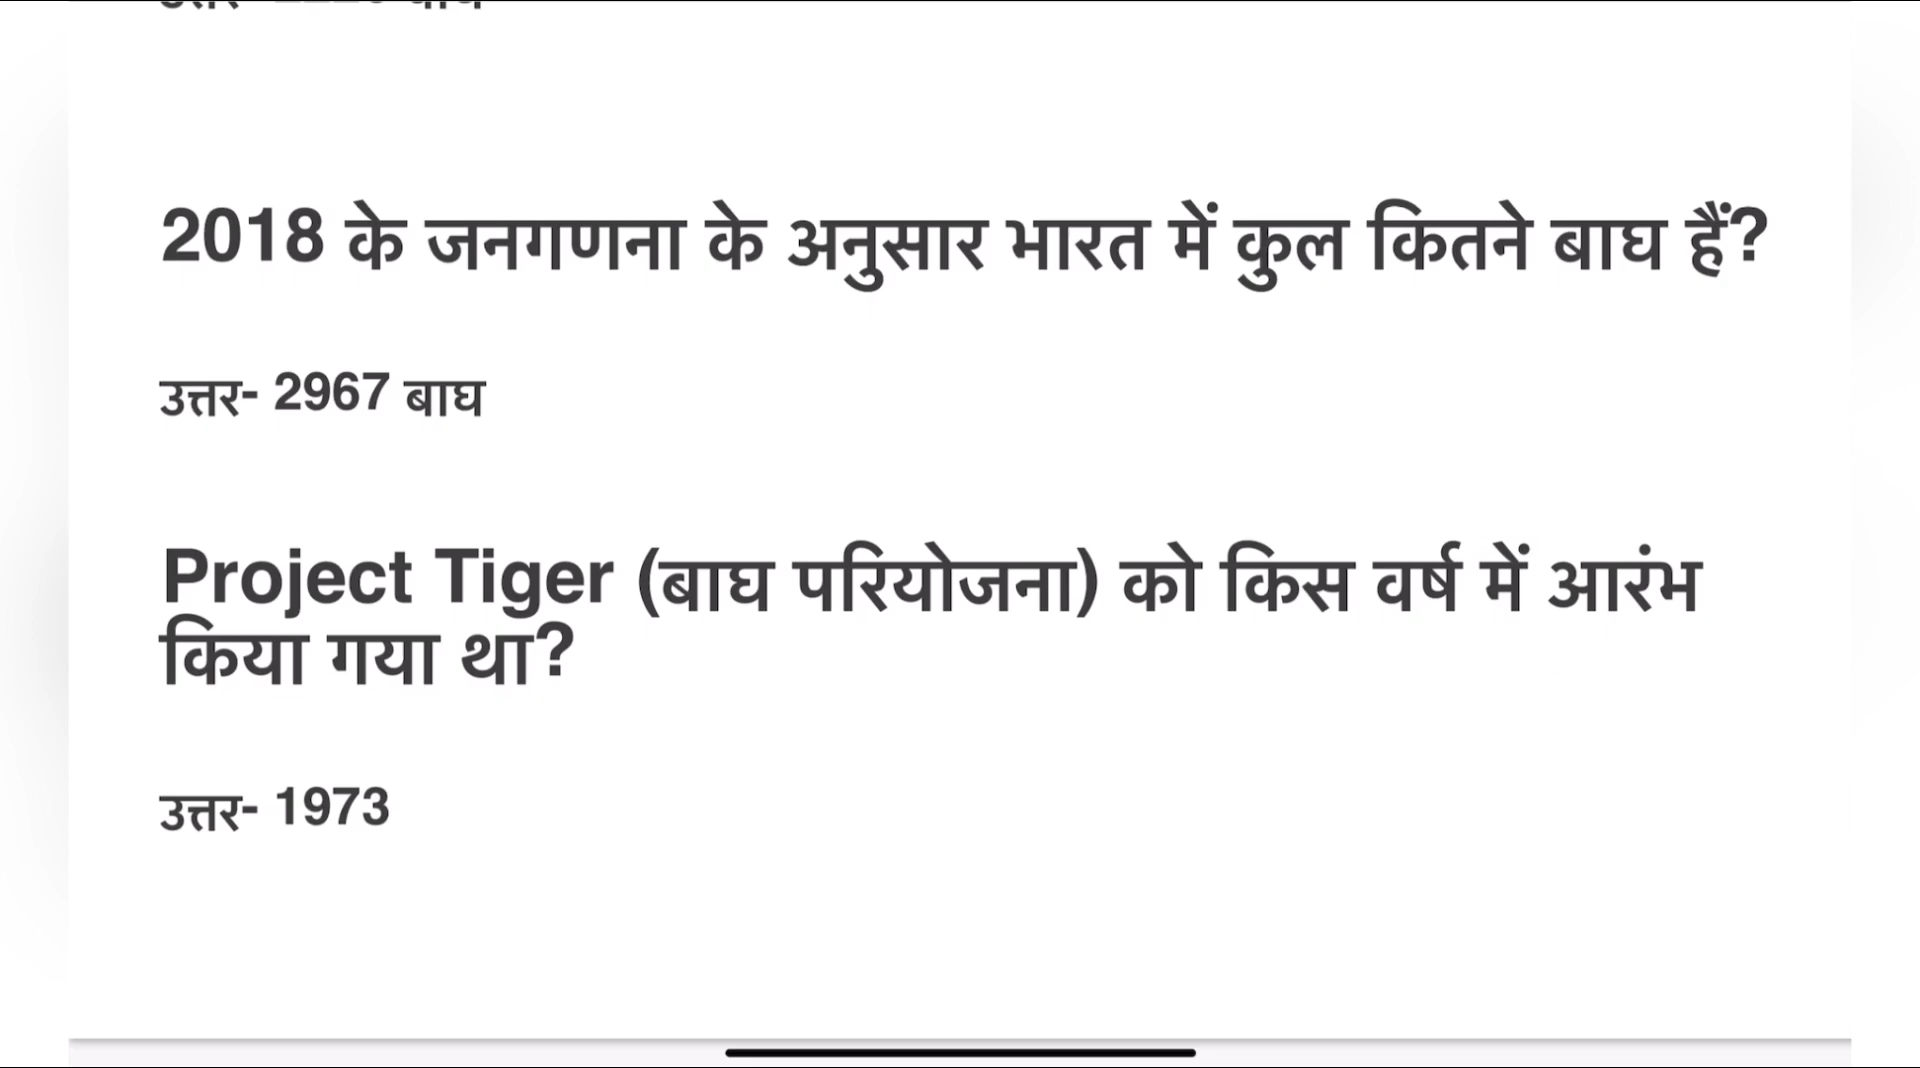 2018 के जनगणना के अनुसार भारत में कुल कितने बाघ हैं?
उत्तर- 2967 बाघ
Project Tiger (बाघ परियोजना) को किस वर्ष में आरंभ
किया गया था?
उत्तर- 1973